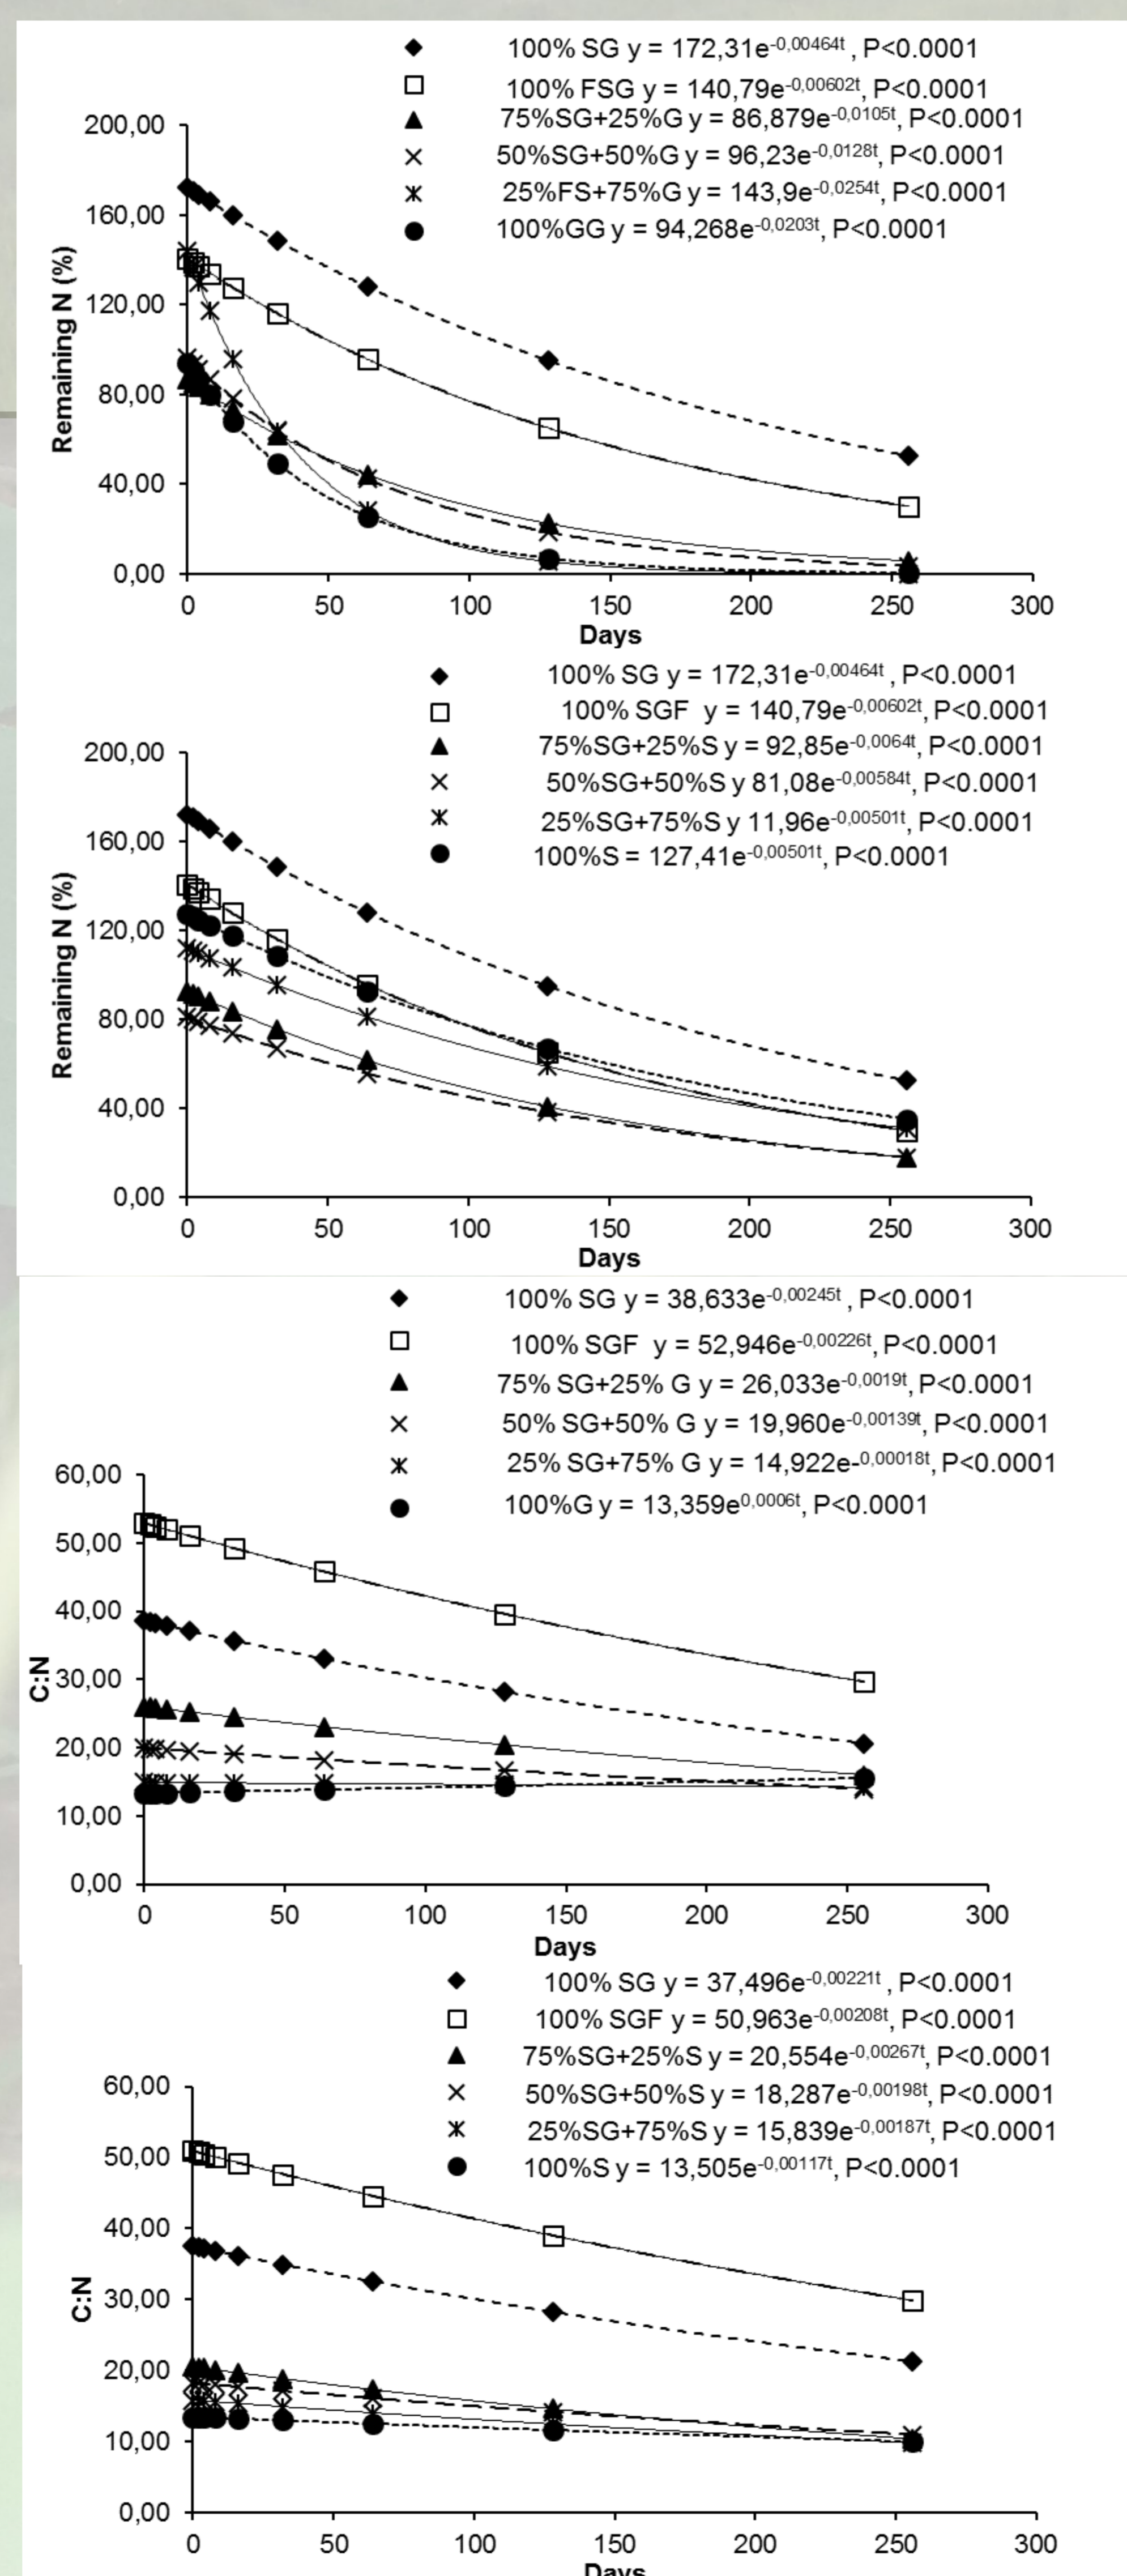 100% SG y = 172,31e-0,00464t , P<0.0001
100% FSG y = 140,79e-0,00602t, P<0.0001
75%SG+25%G y = 86,879e-0,0105t, P<0.0001
50%SG+50%G y = 96,23e-0,0128t, P<0.0001
25%FS+75%G y = 143,9e-0,0254t, P<0.0001
100%GG y = 94,268e-0,0203t, P<0.0001
Remaining N (%)
200,00
160,00
120,00
80,00
40,00
0,00
0 50 100 150 200 250 300
Days
100% SG y = 172,31e-0,00464t , P<0.0001
100% SGF y = 140,79e-0,00602t, P<0.0001
75%SG+25%S y = 92,85e-0,0064t, P<0.0001
50%SG+50%S y 81,08e-0,00584t, P<0.0001
25%SG+75%S y 11,96e-0,00501t, P<0.0001
100%S = 127,41e-0,00501t, P<0.0001
Remaining N (%)
200,00
160,00
120,00
80,00
40,00
0,00
0 50 100 150 200 250 300
Days
100% SG y = 38,633e-0,00245t , P<0.0001
100% SGF y = 52,946e-0,00226t, P<0.0001
75% SG+25% G y = 26,033e-0,0019t, P<0.0001
50% SG+50% G y = 19,960e-0,00139t, P<0.0001
25% SG+75% G y = 14,922e-0,00018t, P<0.0001
100%G y = 13,359e0,0006t, P<0.0001
C:N
60,00
50,00
40,00
30,00
20,00
10,00
0,00
0 50 100 150 200 250 300
Days
100% SG y = 37,496e-0,00221t , P<0.0001
100% SGF y = 50,963e-0,00208t, P<0.0001
75%SG+25%S y = 20,554e-0,00267t, P<0.0001
50%SG+50%S y = 18,287e-0,00198t, P<0.0001
25%SG+75%S y = 15,839e-0,00187t, P<0.0001
100%S y = 13,505e-0,00117t, P<0.0001
C:N
60,00
50,00
40,00
30,00
20,00
10,00
0,00
0 50 100 150 200 250 300
Days